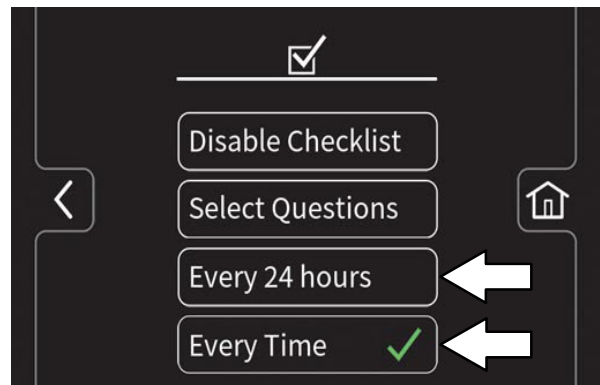 Disable Checklist
Select Questions
Every 24 hours
Every Time